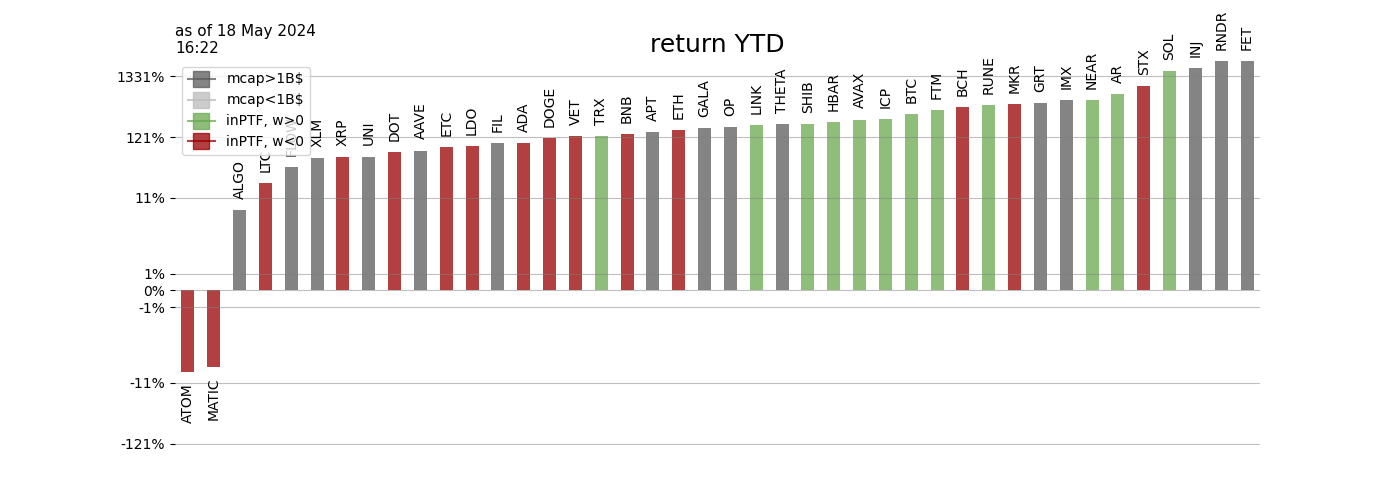 as of 18 May 2024
16:22
return YTD
mcap>1B$
mcap<1B$
inPTF, w>0
inPTF, w<0
1331%
121%
11%
1%
0%
-1%
-11%
-121%
ATOM
MATIC
ALGO
LTC
FLOW
XLM
XRP
UNI
DOT
AAVE
ETC
LDO
FIL
ADA
DOGE
VET
TRX
BNB
APT
ETH
GALA
OP
LINK
THETA
SHIB
HBAR
AVAX
ICP
BTC
FTM
BCH
RUNE
MKR
GRT
IMX
NEAR
AR
STX
SOL
INJ
RNDR
FET